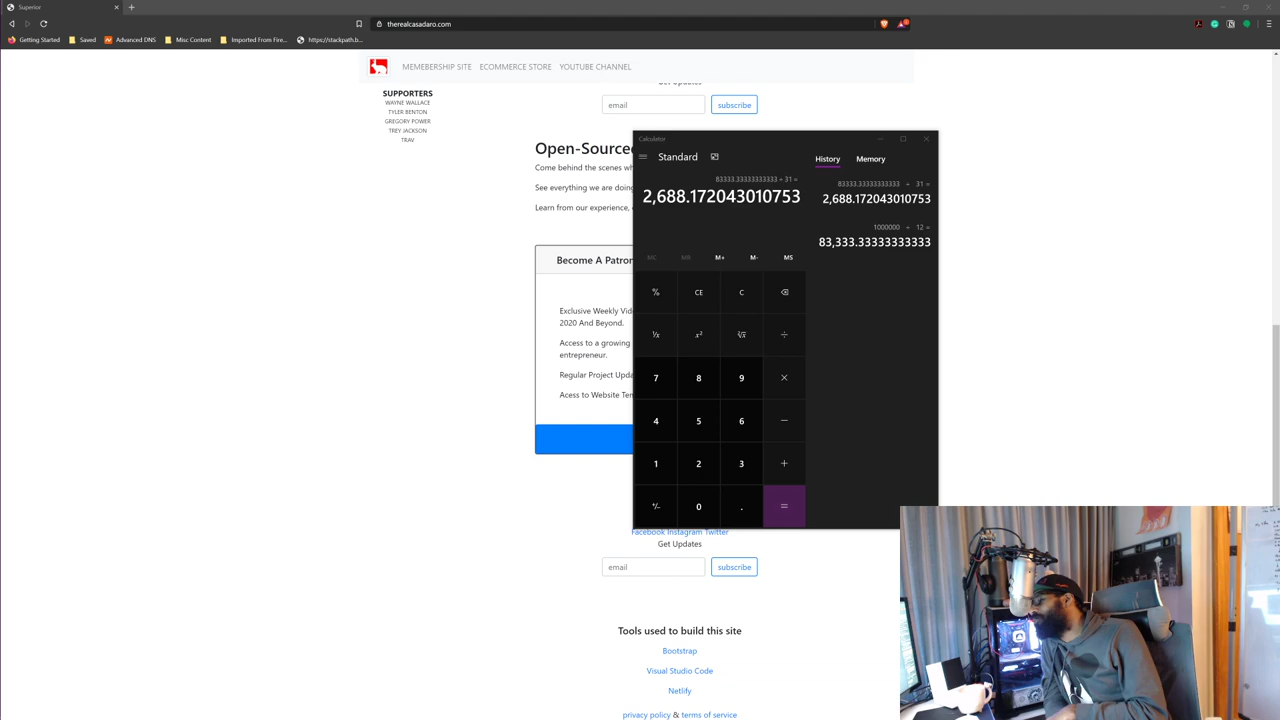 Superior
therealcasadaro.com
Getting Started
Saved
Advanced DNS
Misc Content
Imported From Fire...
https://stackpath.b...
MEMEBERSHIP SITE
ECOMMERCE STORE
YOUTUBE CHANNEL
SUPPORTERS
WAYNE WALLACE
TYLER BENTON
GREGORY POWER
TREY JACKSON
TRAV
email
subscribe
Open-Sourced
Come behind the scenes
See everything we are doing
Learn from our experience,
Become A Patron
Exclusive Weekly
2020 And Beyond.
Access to a growing
entrepreneur.
Regular Project
Acess to Website
Calculator
Standard
83333.33333333333 ÷ 31 =
2,688.172043010753
MC MR M+ M- MS
% CE C
¹/x x² ²√x ÷
7 8 9 ×
4 5 6 −
1 2 3 +
+/− 0 . =
History Memory
83333.33333333333 ÷ 31 =
2,688.172043010753
1000000 ÷ 12 =
83,333.33333333333
Facebook Instagram Twitter
Get Updates
email
subscribe
Tools used to build this site
Bootstrap
Visual Studio Code
Netlify
privacy policy & terms of service